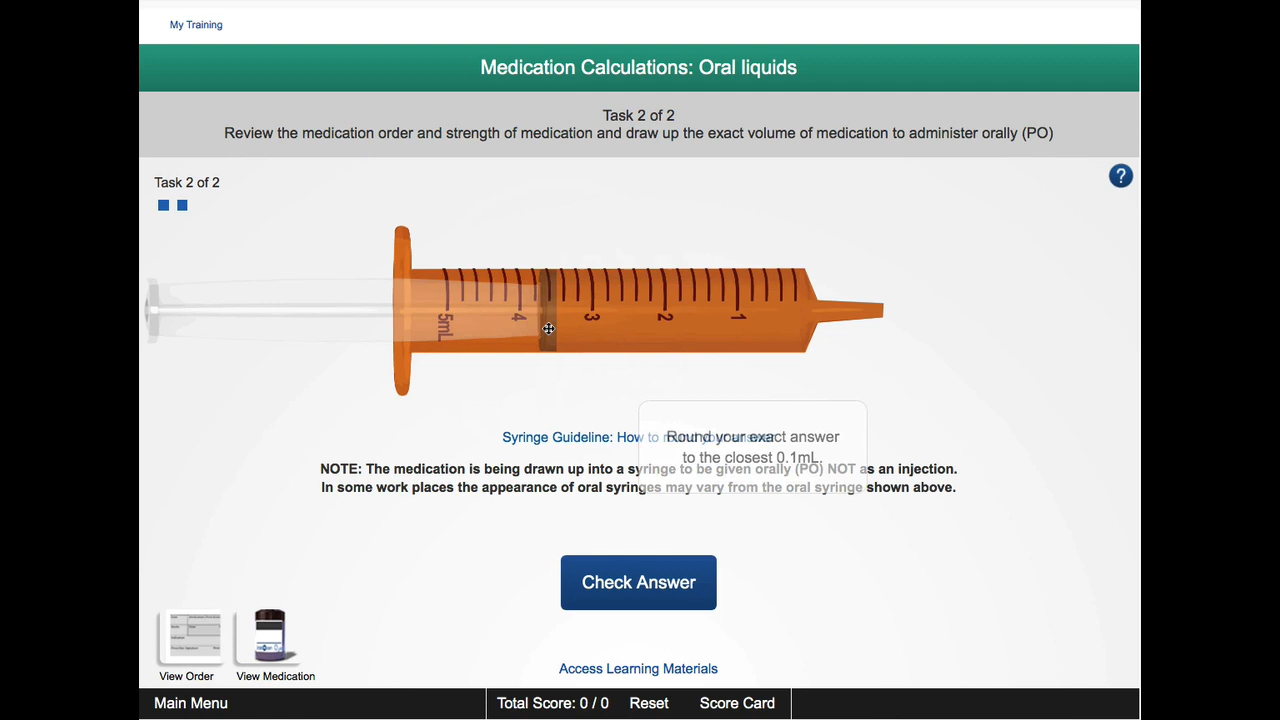 My Training
Medication Calculations: Oral liquids
Task 2 of 2
Review the medication order and strength of medication and draw up the exact volume of medication to administer orally (PO)
Task 2 of 2
?
5mL 4 3 2 1
Syringe Guideline: How to round your answer
Round your exact answer
to the closest 0.1mL.
NOTE: The medication is being drawn up into a syringe to be given orally (PO) NOT as an injection.
In some work places the appearance of oral syringes may vary from the oral syringe shown above.
Check Answer
View Order
View Medication
Access Learning Materials
Main Menu
Total Score: 0 / 0
Reset
Score Card